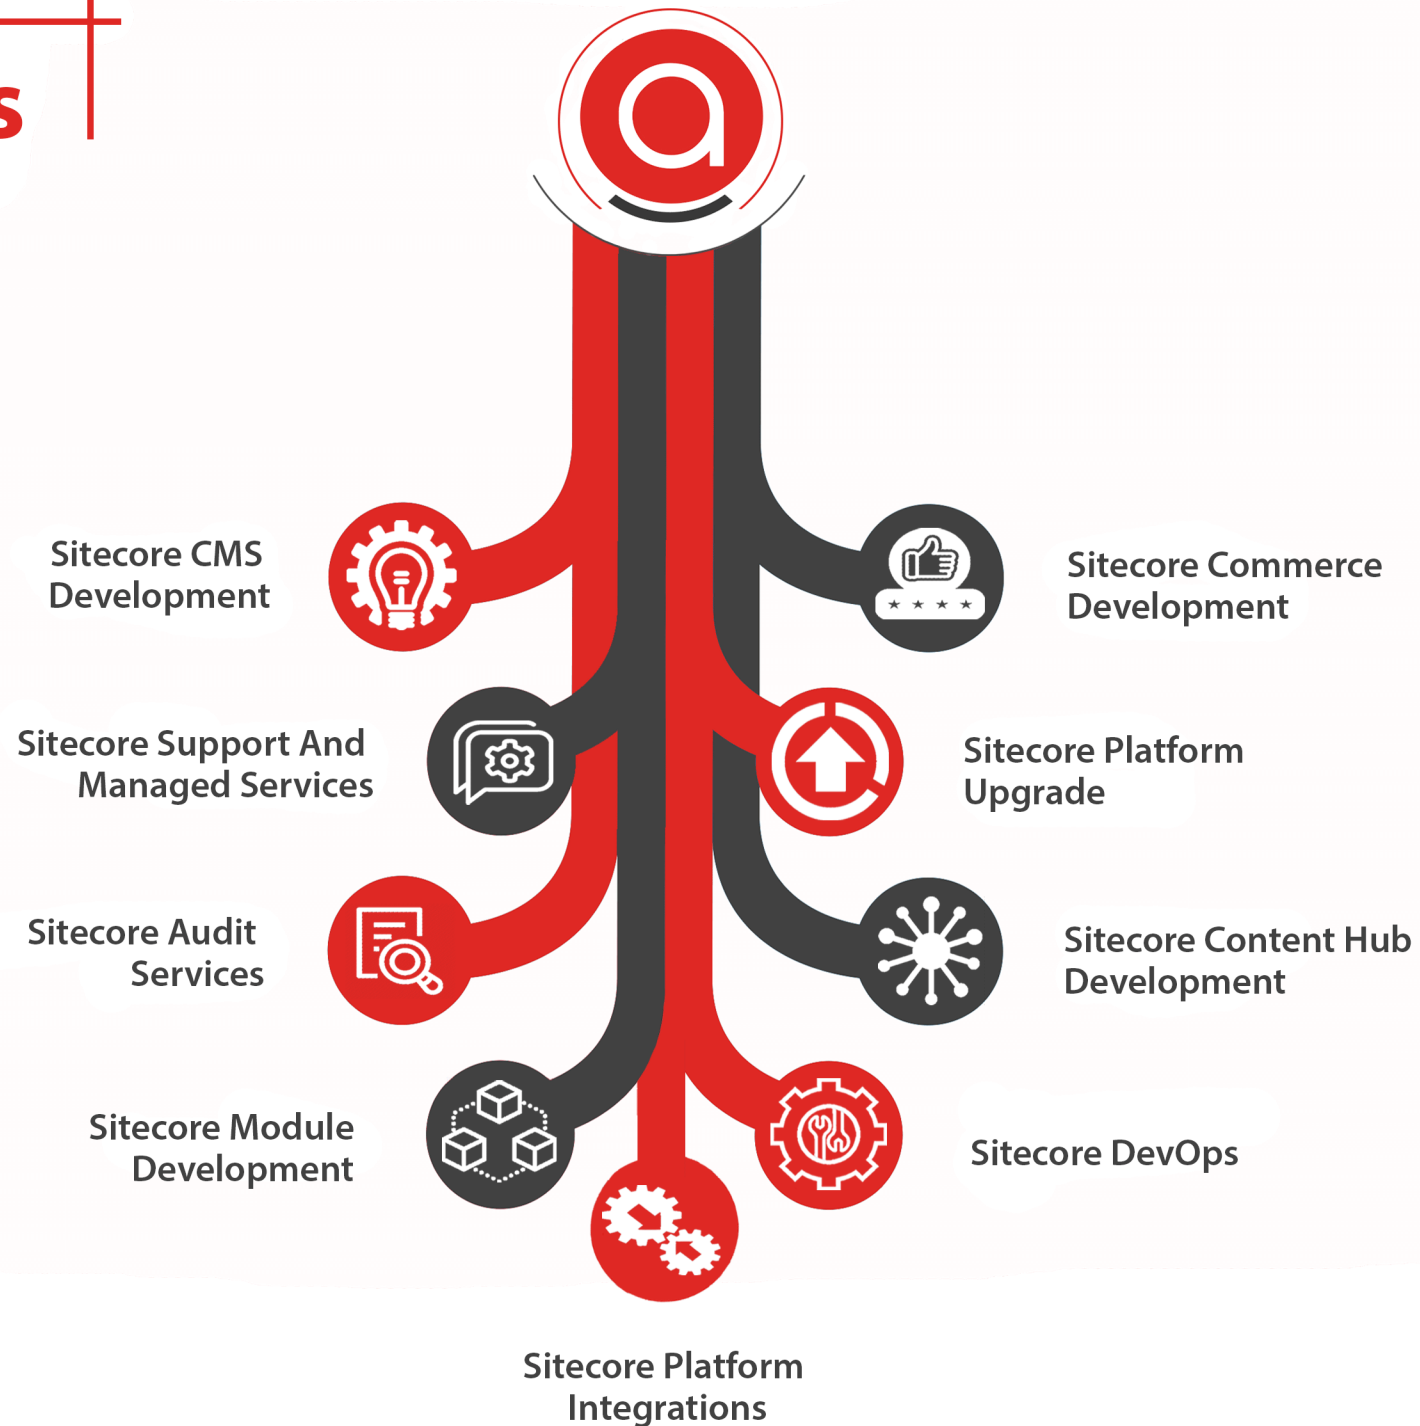 s
a
Sitecore CMS
Development
Sitecore Commerce
Development
Sitecore Support And
Managed Services
Sitecore Platform
Upgrade
Sitecore Audit
Services
Sitecore Content Hub
Development
Sitecore Module
Development
Sitecore DevOps
Sitecore Platform
Integrations